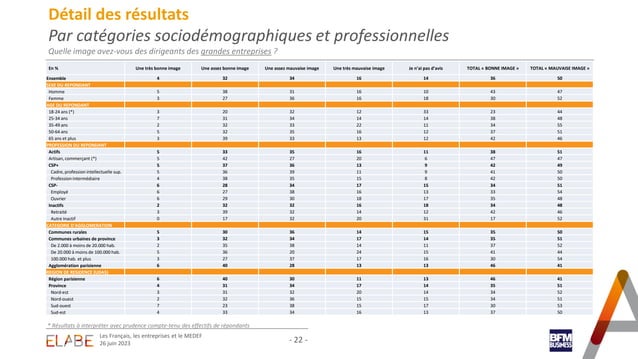 Détail des résultats
Par catégories sociodémographiques et professionnelles
Quelle image avez-vous des dirigeants des grandes entreprises ?
En % Une très bonne image Une assez bonne image Une assez mauvaise image Une très mauvaise image Je n'ai pas d'avis TOTAL « BONNE IMAGE » TOTAL « MAUVAISE IMAGE »
Ensemble 4 32 34 16 14 36 50
SEXE DU REPONDANT
Homme 5 38 31 16 10 43 47
Femme 3 27 36 16 18 30 52
AGE DU REPONDANT
18-24 ans (*) 3 20 32 12 33 23 44
25-34 ans 7 31 34 14 14 38 48
35-49 ans 2 32 33 22 11 34 55
50-64 ans 5 32 35 16 12 37 51
65 ans et plus 3 39 33 13 12 42 46
PROFESSION DU REPONDANT
Actifs 5 33 35 16 11 38 51
Artisan, commerçant (*) 5 42 27 20 6 47 47
CSP+ 5 37 36 13 9 42 49
Cadre, profession intellectuelle sup. 5 36 39 11 9 41 50
Profession intermédiaire 4 38 35 15 8 42 50
CSP- 6 28 34 17 15 34 51
Employé 6 27 38 16 13 33 54
Ouvrier 6 29 30 18 17 35 48
Inactifs 2 32 32 16 18 34 48
Retraité 3 39 32 14 12 42 46
Autre Inactif 0 17 32 20 31 17 52
CATEGORIE D'AGGLOMERATION
Communes rurales 5 30 36 14 15 35 50
Communes urbaines de province 3 32 34 17 14 35 51
De 2.000 à moins de 20.000 hab. 2 35 38 14 11 37 52
De 20.000 à moins de 100.000 hab. 5 36 20 24 15 41 44
100.000 hab. et plus 3 27 37 17 16 30 54
Agglomération parisienne 6 40 28 13 13 46 41
REGION DE RESIDENCE (UDA5)
Région parisienne 6 40 30 11 13 46 41
Province 4 31 34 17 14 35 51
Nord-est 3 31 32 20 14 34 52
Nord-ouest 2 32 36 15 15 34 51
Sud-ouest 7 23 38 15 17 30 53
Sud-est 4 33 34 16 13 37 50
* Résultats à interpréter avec prudence compte-tenu des effectifs de répondants
ELABE
Les Français, les entreprises et le MEDEF
26 juin 2023
- 22 -
BFM
BUSINESS